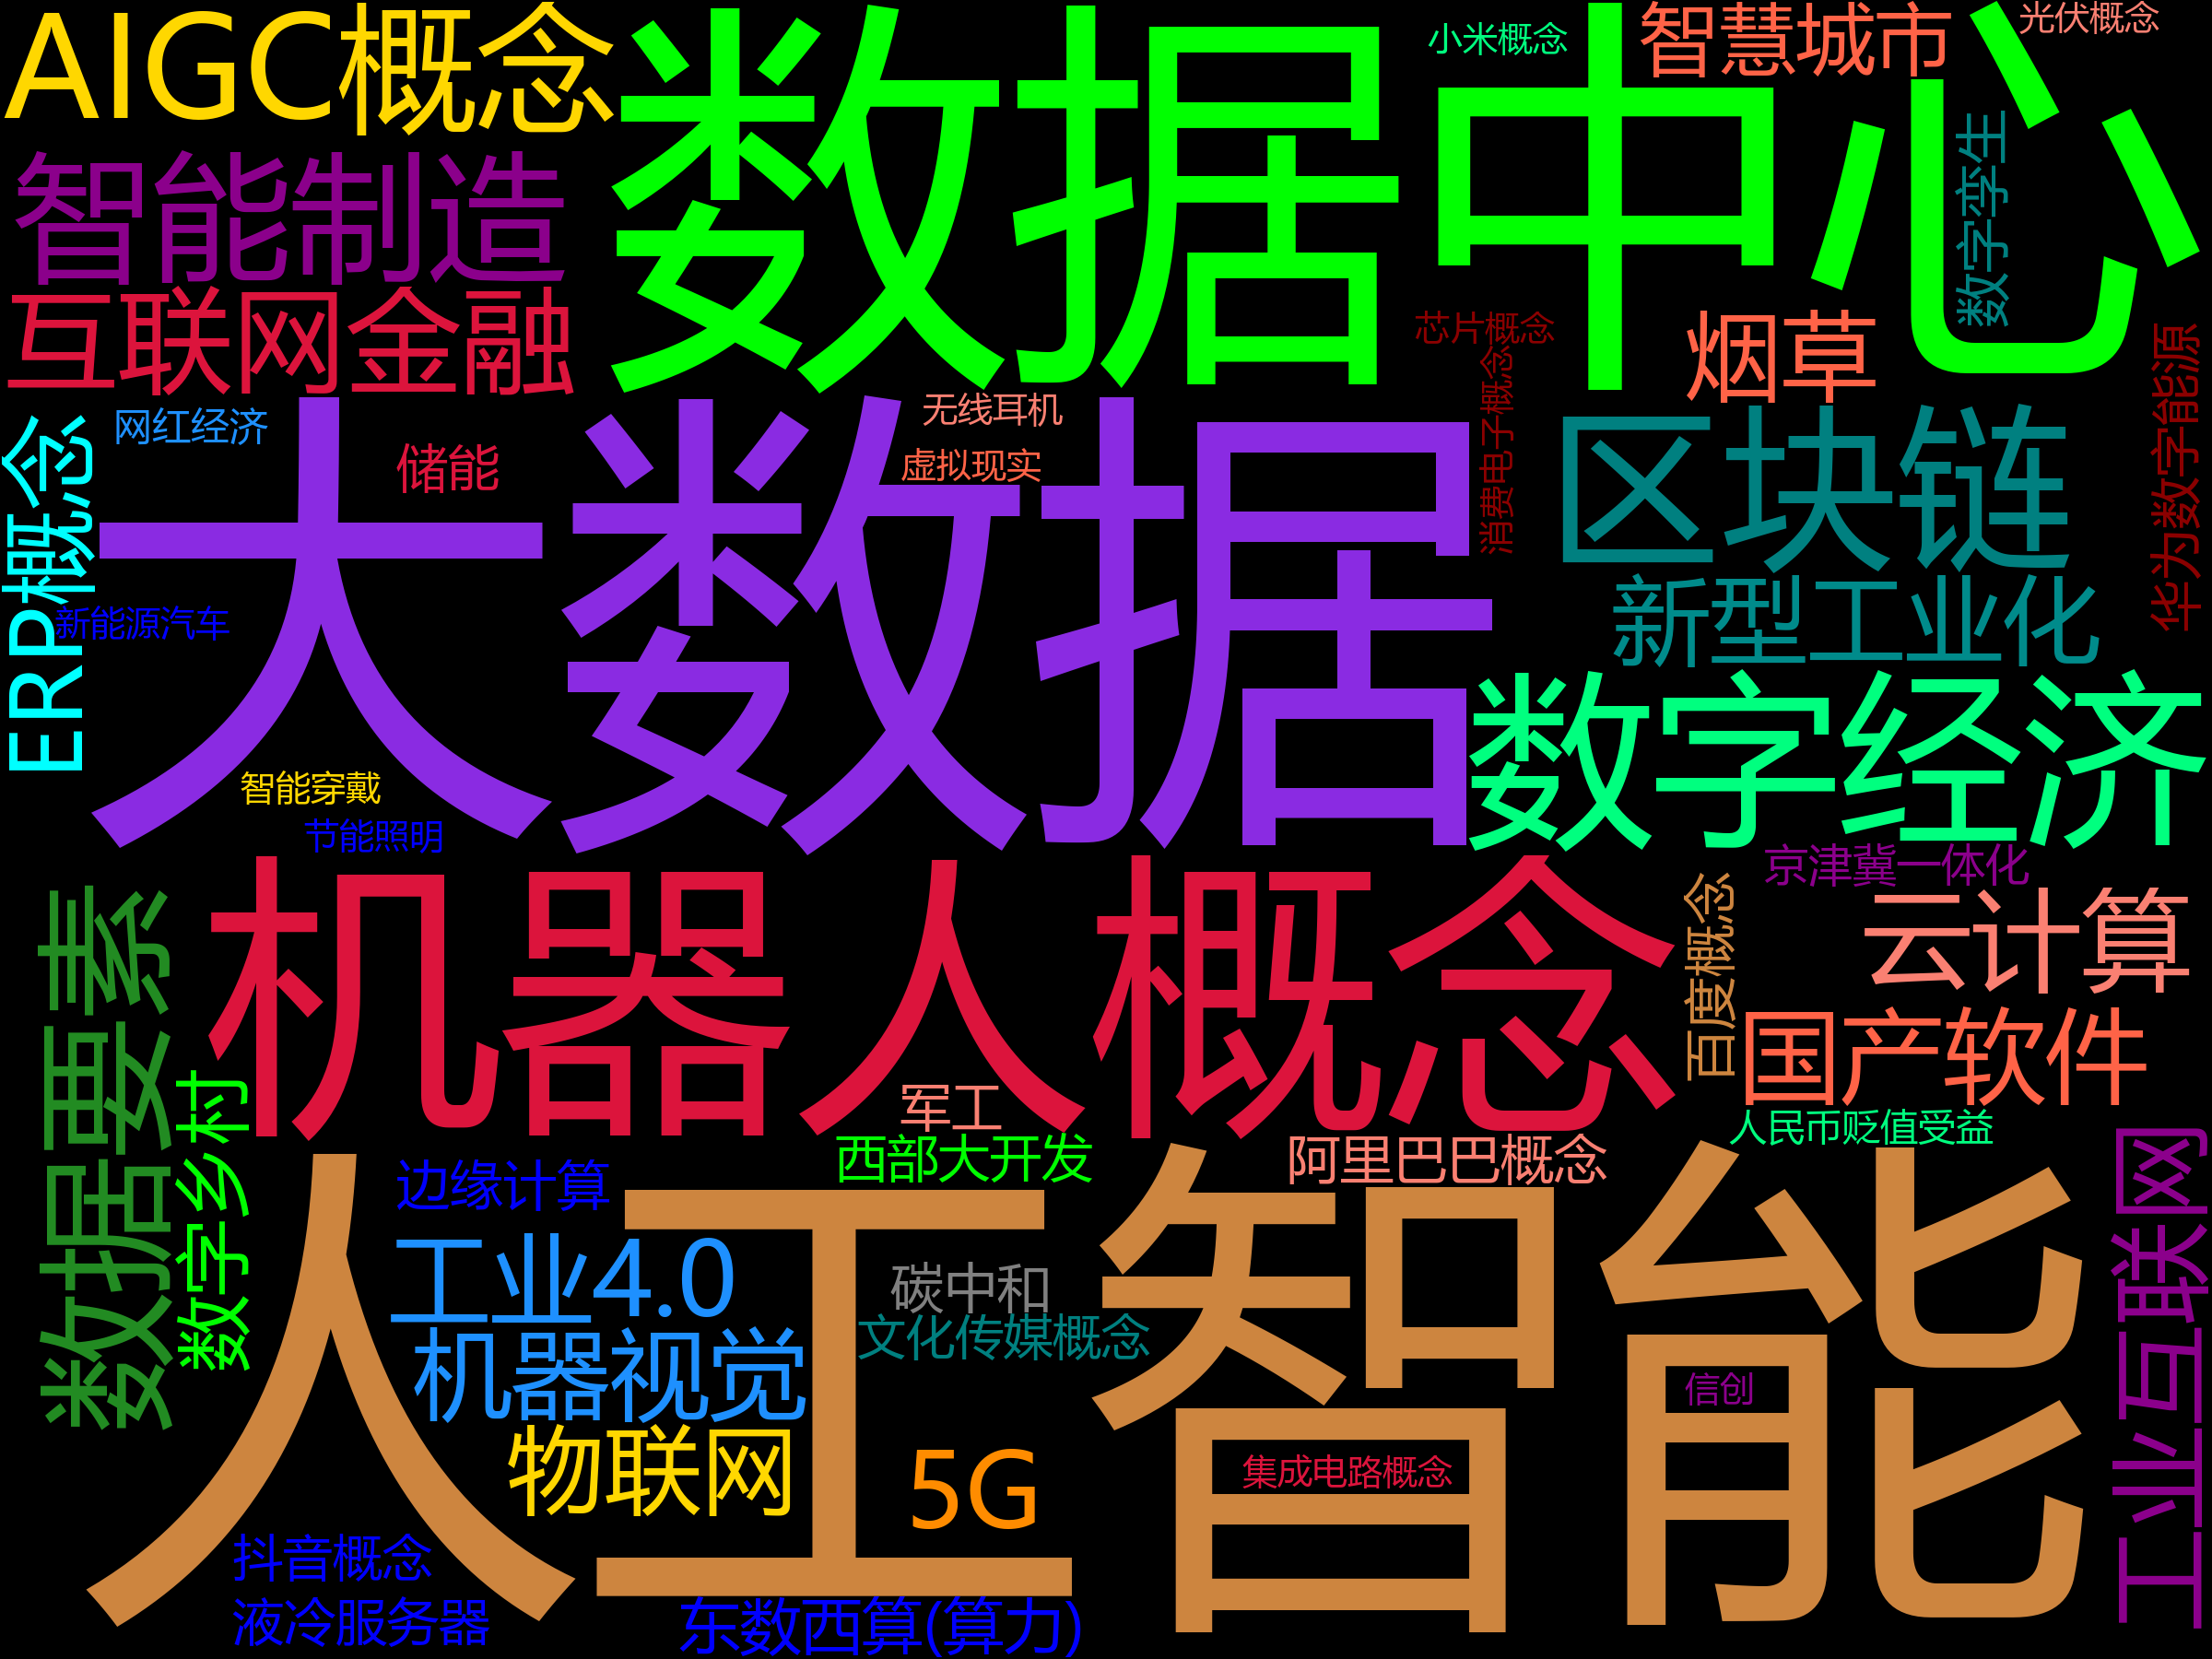 AIGC概念
数据中心
小米概念
智慧城市
光伏概念
智能制造
数字孪生
互联网金融
芯片概念
烟草
华力数字能源
ERP概念
网红经济
储能
无线耳机
虚拟现实
消费电子概念
区块链
大数据
新能源汽车
新型工业化
数字经济
智能穿戴
节能照明
京津冀一体化
机器人概念
百度概念
云计算
数据要素
国产软件
数字乡村
军工
西部大开发
阿里巴巴概念
人民币贬值受益
边缘计算
人工智能
工业互联网
工业4.0
碳中和
文化传媒概念
机器视觉
信创
物联网
5G
集成电路概念
抖音概念
液冷服务器
东数西算(算力)